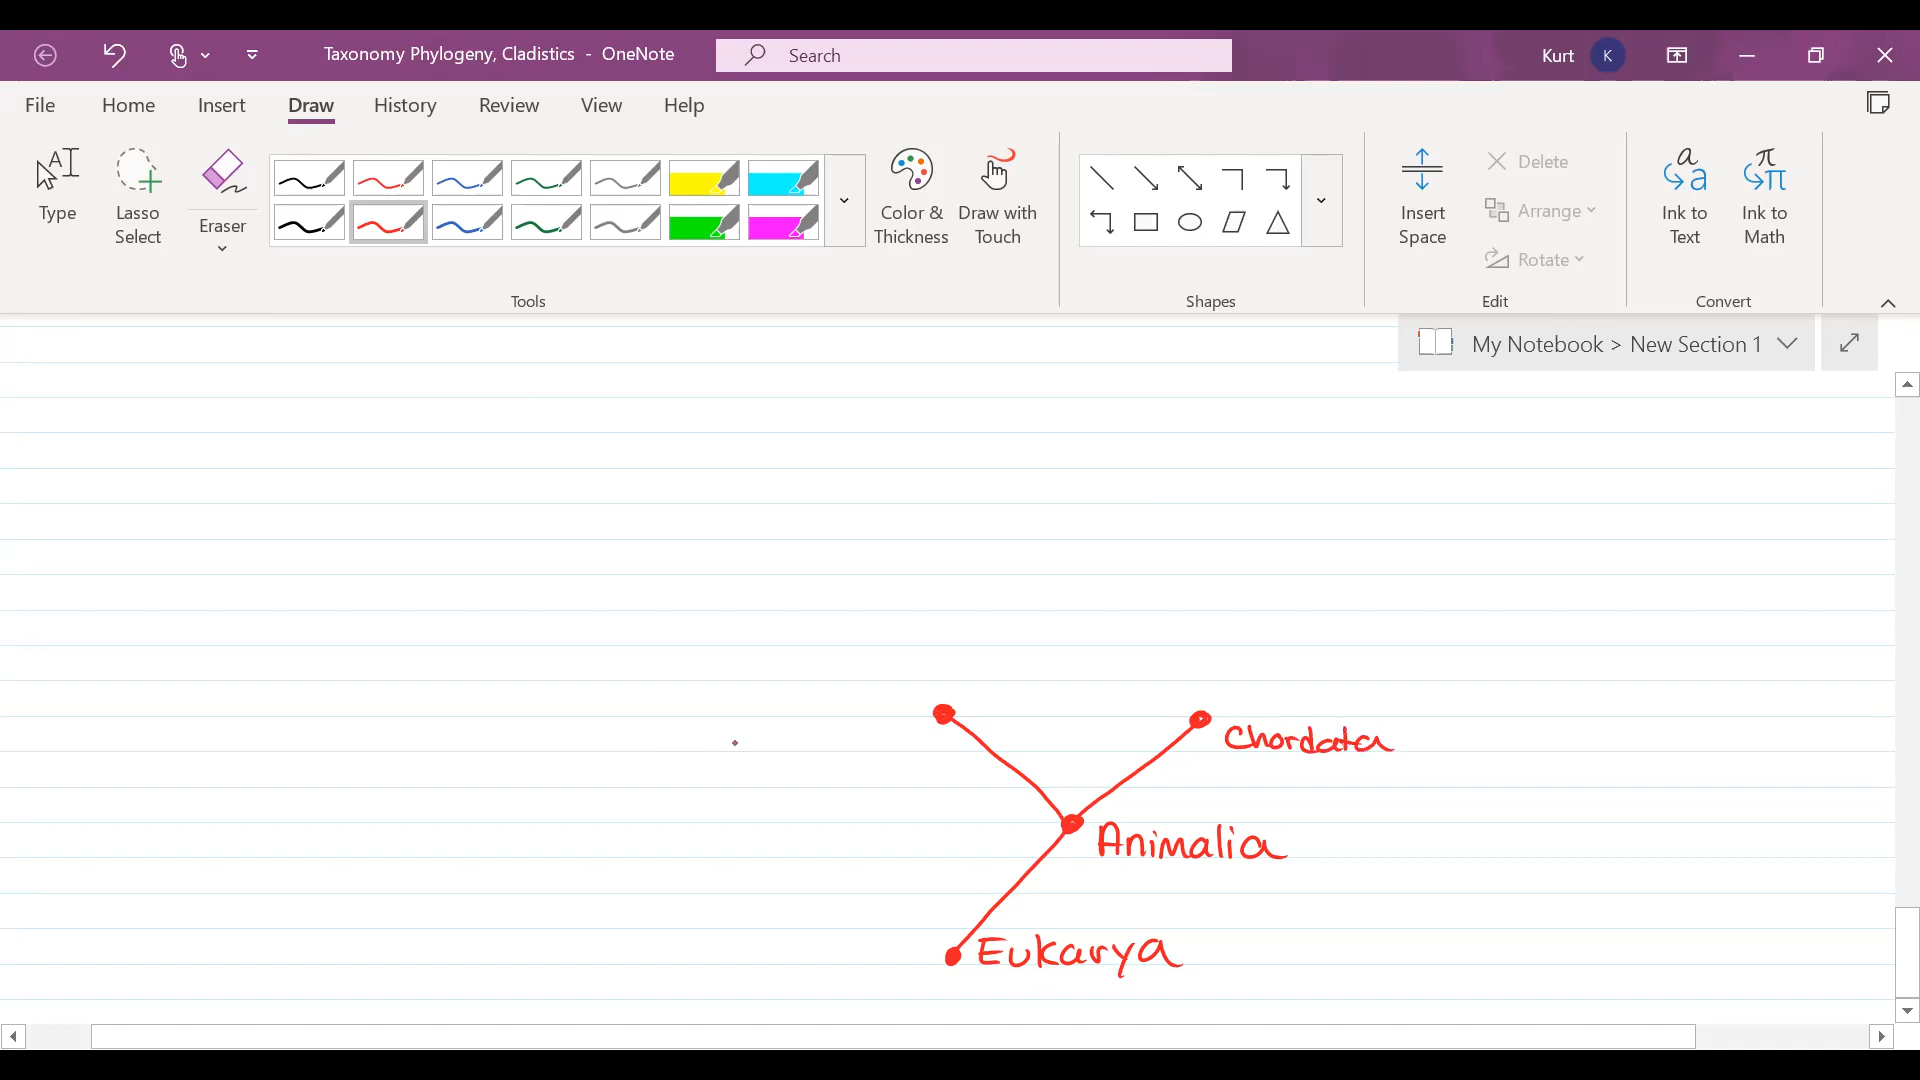 Taxonomy Phylogeny, Cladistics - OneNote
Search
Kurt
K
File Home Insert Draw History Review View Help
Type
Lasso Select
Eraser
Color & Thickness
Draw with Touch
Insert Space
Delete
Arrange
Rotate
a a
Ink to Text
π π
Ink to Math
Tools
Shapes
Edit
Convert
My Notebook > New Section 1
Chordata
Animalia
Eukarya